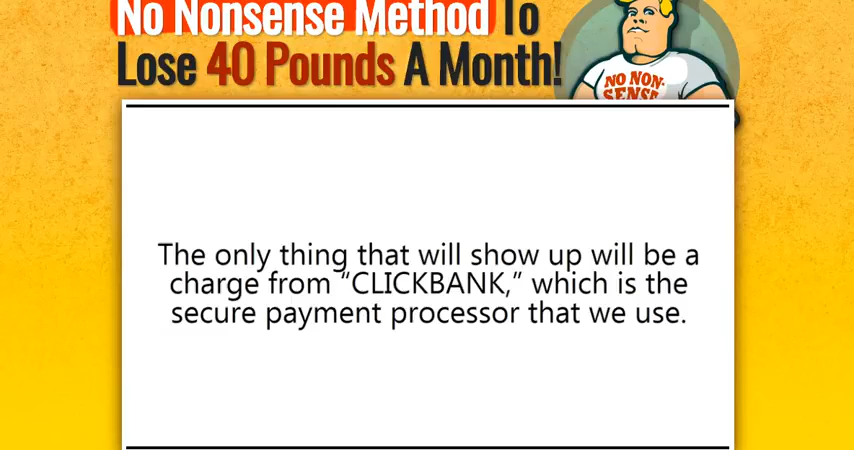 No Nonsense Method To
Lose 40 Pounds A Month!
NO NON-
SENSE
The only thing that will show up will be a
charge from “CLICKBANK,” which is the
secure payment processor that we use.